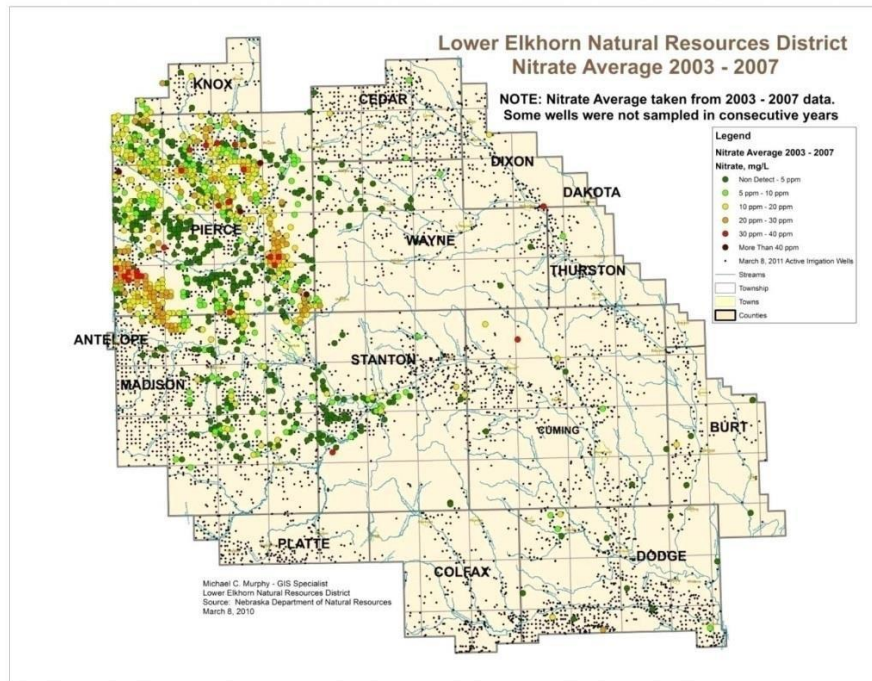 Lower Elkhorn Natural Resources District
Nitrate Average 2003 - 2007
NOTE: Nitrate Average taken from 2003 - 2007 data.
Some wells were not sampled in consecutive years
Legend
Nitrate Average 2003 - 2007
Nitrate, mg/L
Non Detect - 5 ppm
5 ppm - 10 ppm
10 ppm - 20 ppm
20 ppm - 30 ppm
30 ppm - 40 ppm
More Than 40 ppm
March 8, 2011 Active Irrigation Wells
Streams
Township
Towns
Counties
KNOX
CEDAR
DIXON
DAKOTA
PIERCE
WAYNE
THURSTON
ANTELOPE
STANTON
MADISON
CUMING
BURT
PLATTE
DODGE
COLFAX
Michael C. Murphy - GIS Specialist
Lower Elkhorn Natural Resources District
Source: Nebraska Department of Natural Resources
March 8, 2010